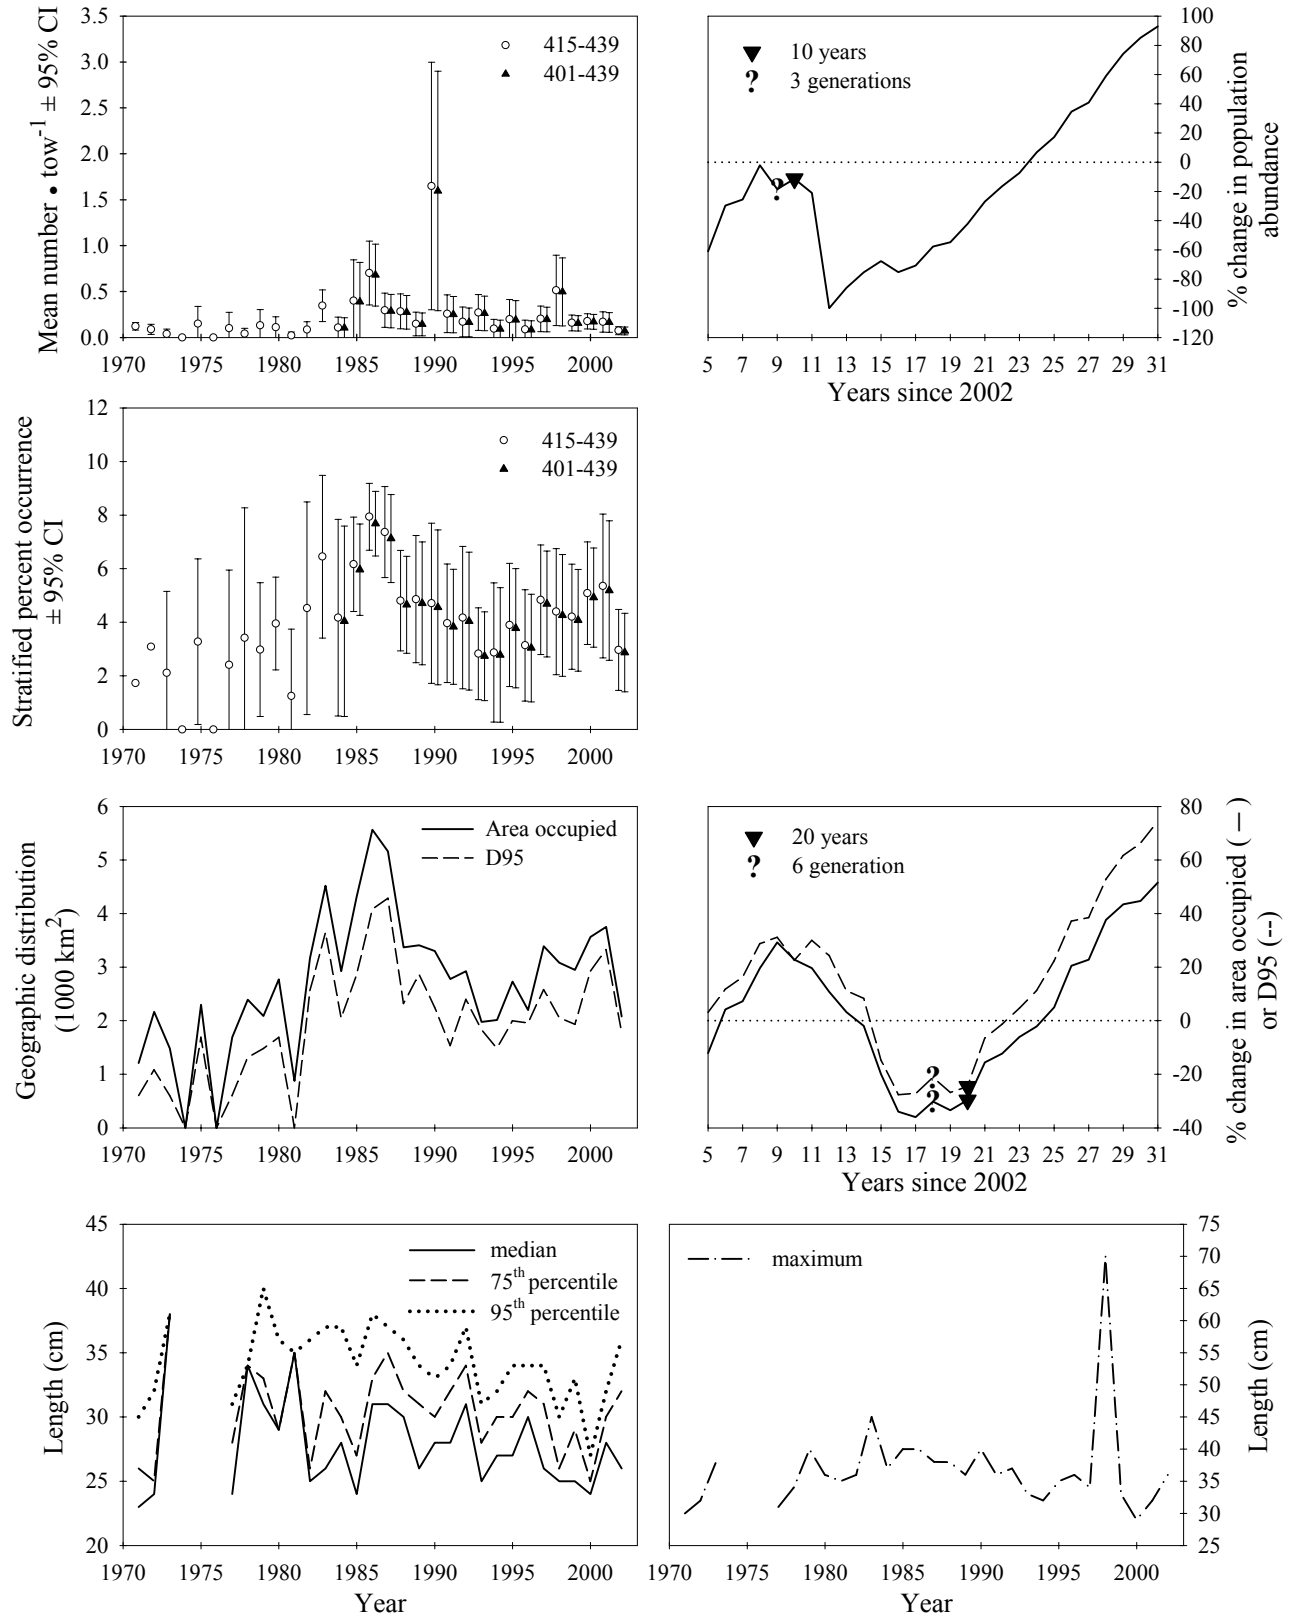 Mean number • tow-1 ± 95% CI
3.5
3.0
2.5
2.0
1.5
1.0
0.5
0.0
1970 1975 1980 1985 1990 1995 2000
415-439
401-439
10 years
? 3 generations
100
80
60
40
20
0
-20
-40
-60
-80
-100
-120
?
5 7 9 11 13 15 17 19 21 23 25 27 29 31
Years since 2002
% change in population
abundance
Stratified percent occurrence
± 95% CI
12
10
8
6
4
2
0
1970 1975 1980 1985 1990 1995 2000
415-439
401-439
Geographic distribution
(1000 km2)
6
5
4
3
2
1
0
1970 1975 1980 1985 1990 1995 2000
Area occupied
D95
20 years
? 6 generation
80
60
40
20
0
-20
-40
?
?
5 7 9 11 13 15 17 19 21 23 25 27 29 31
Years since 2002
% change in area occupied (—)
or D95 (--)
Length (cm)
45
40
35
30
25
20
1970 1975 1980 1985 1990 1995 2000
Year
median
75th percentile
95th percentile
maximum
75
70
65
60
55
50
45
40
35
30
25
1970 1975 1980 1985 1990 1995 2000
Year
Length (cm)